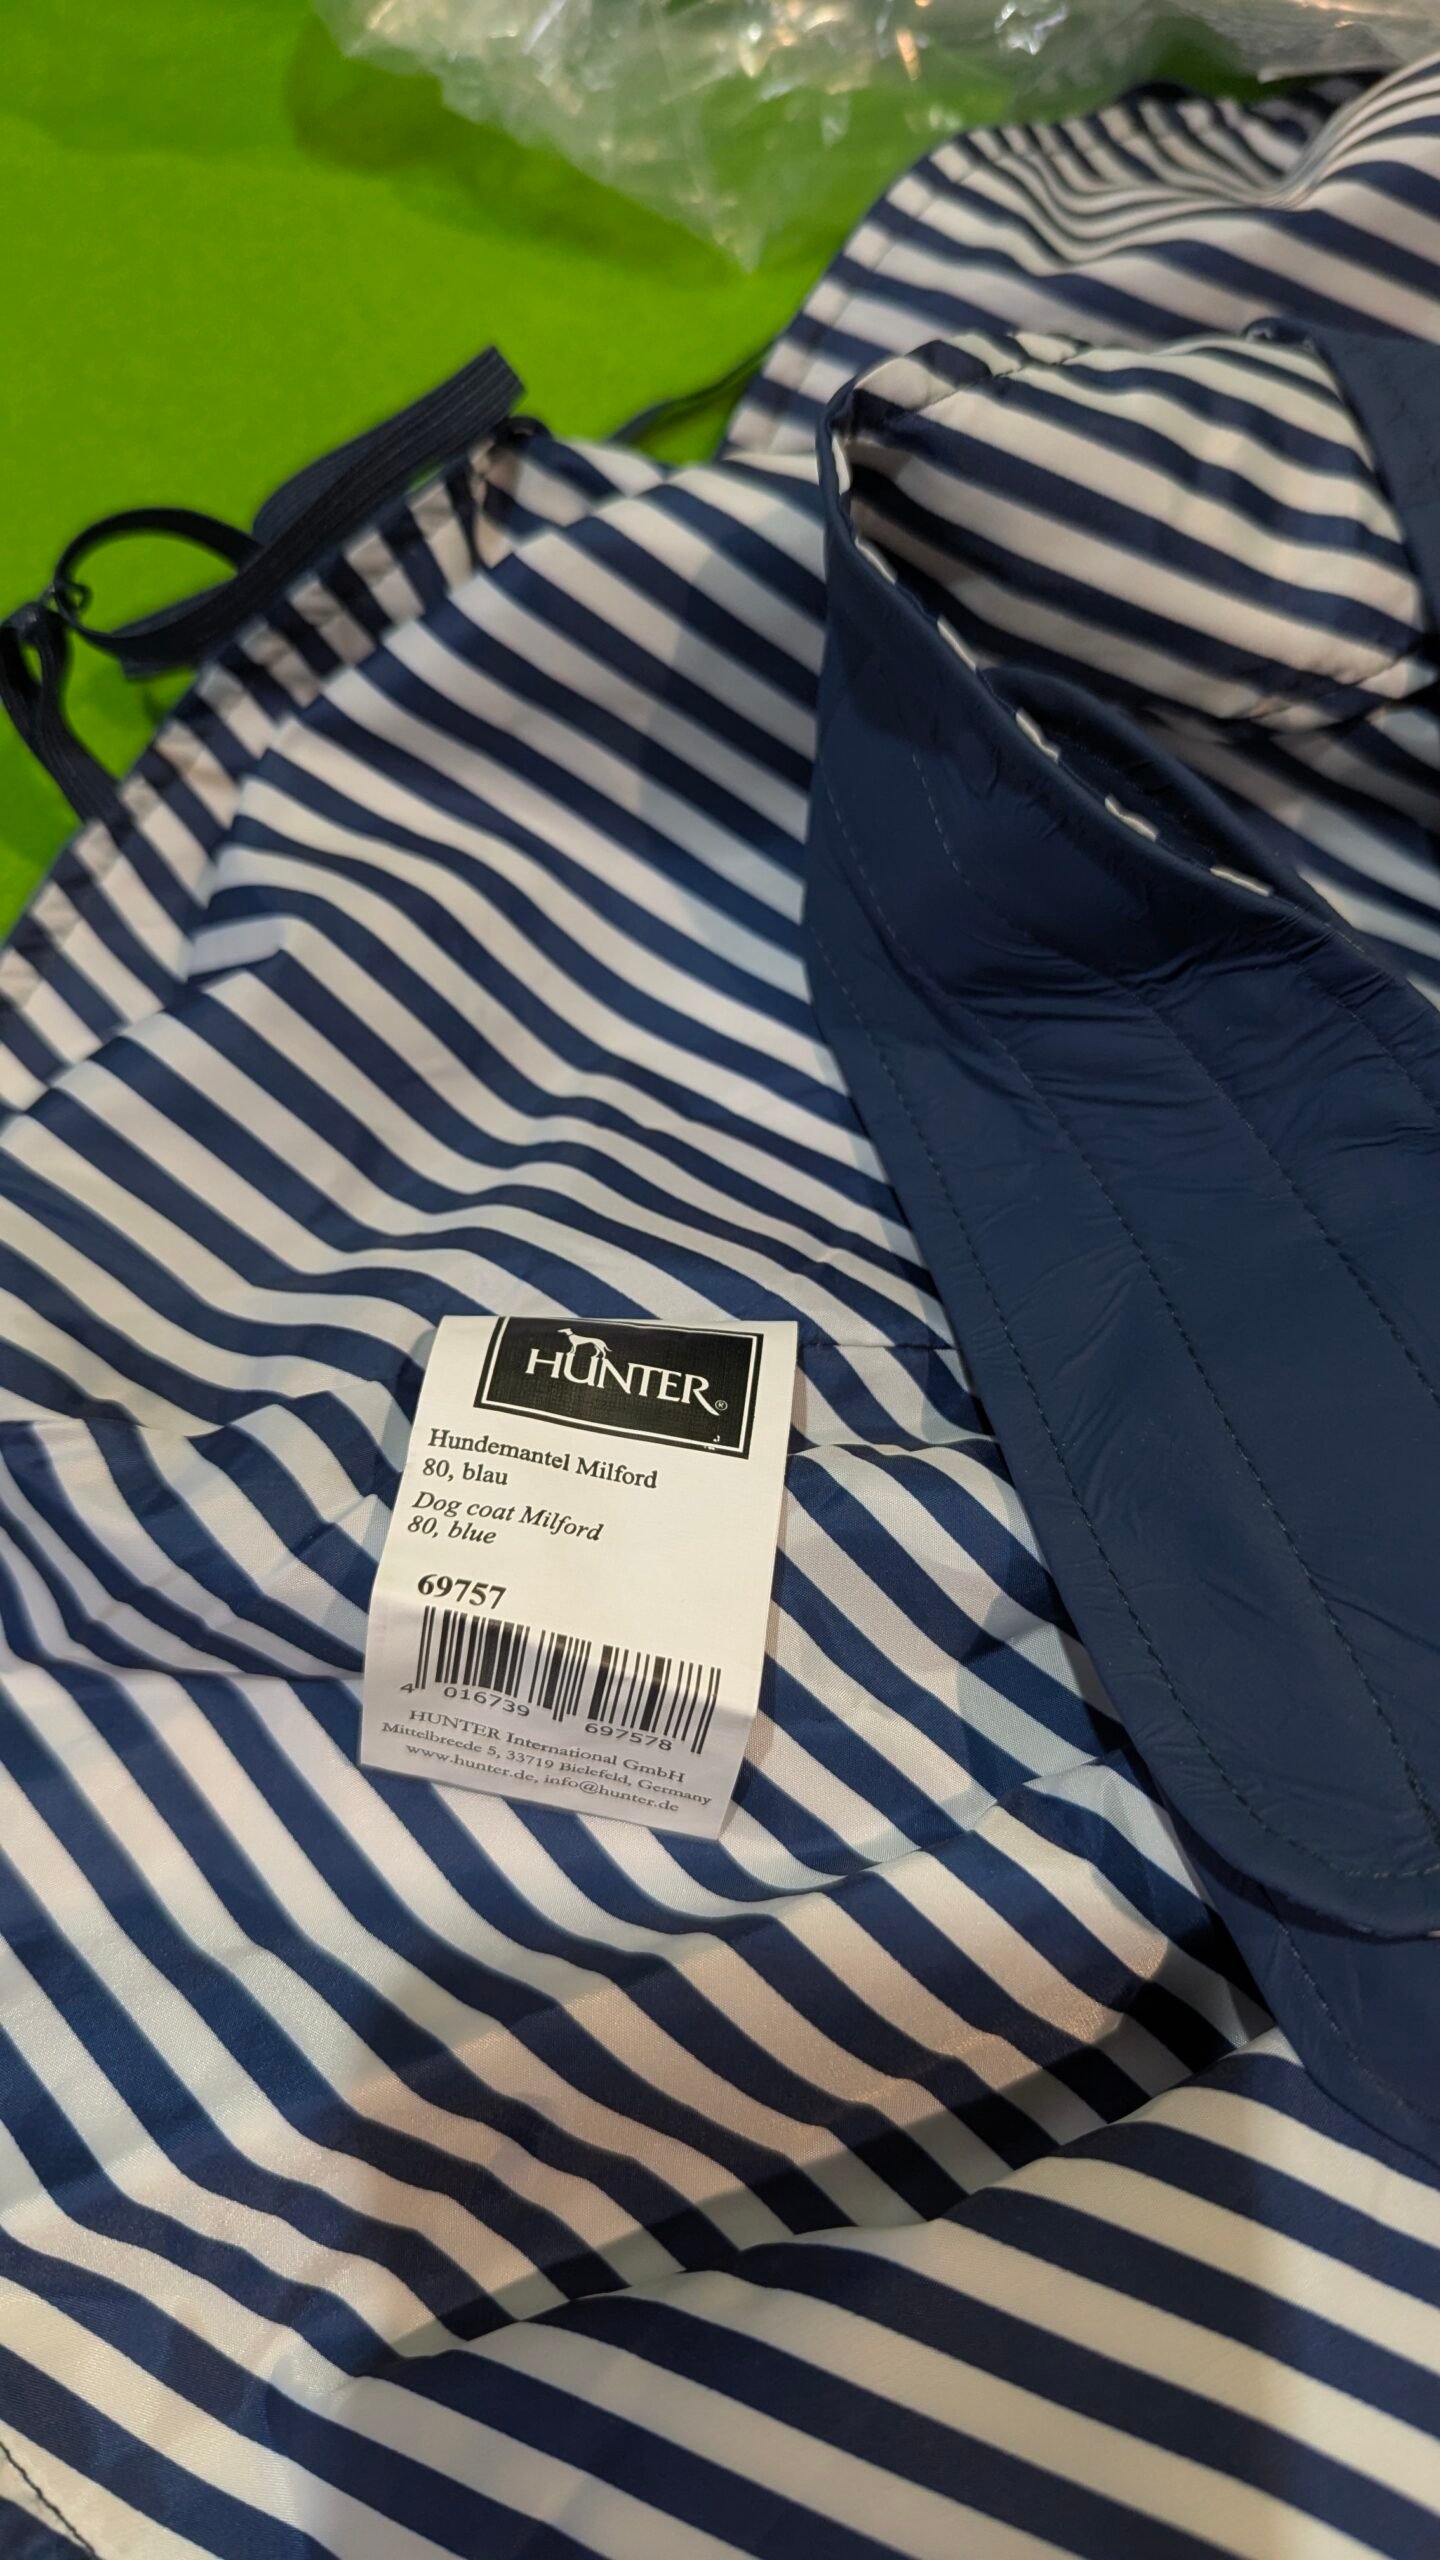 HUNTER®
Hundemantel Milford
80, blau
Dog coat Milford
80, blue
69757
4 016739 697578
HUNTER International GmbH
Mittelbreede 5, 33719 Bielefeld, Germany
www.hunter.de, info@hunter.de